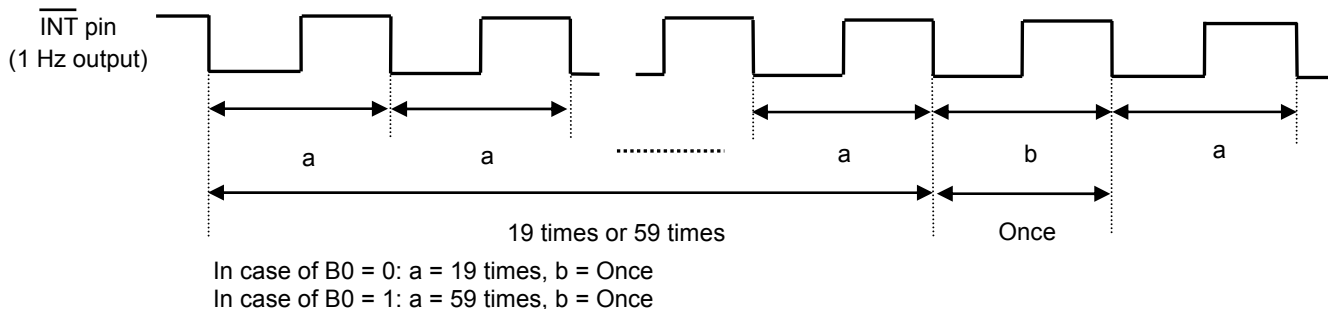 INT pin
(1 Hz output)
a
a
a
b
a
19 times or 59 times
Once
In case of B0 = 0: a = 19 times, b = Once
In case of B0 = 1: a = 59 times, b = Once